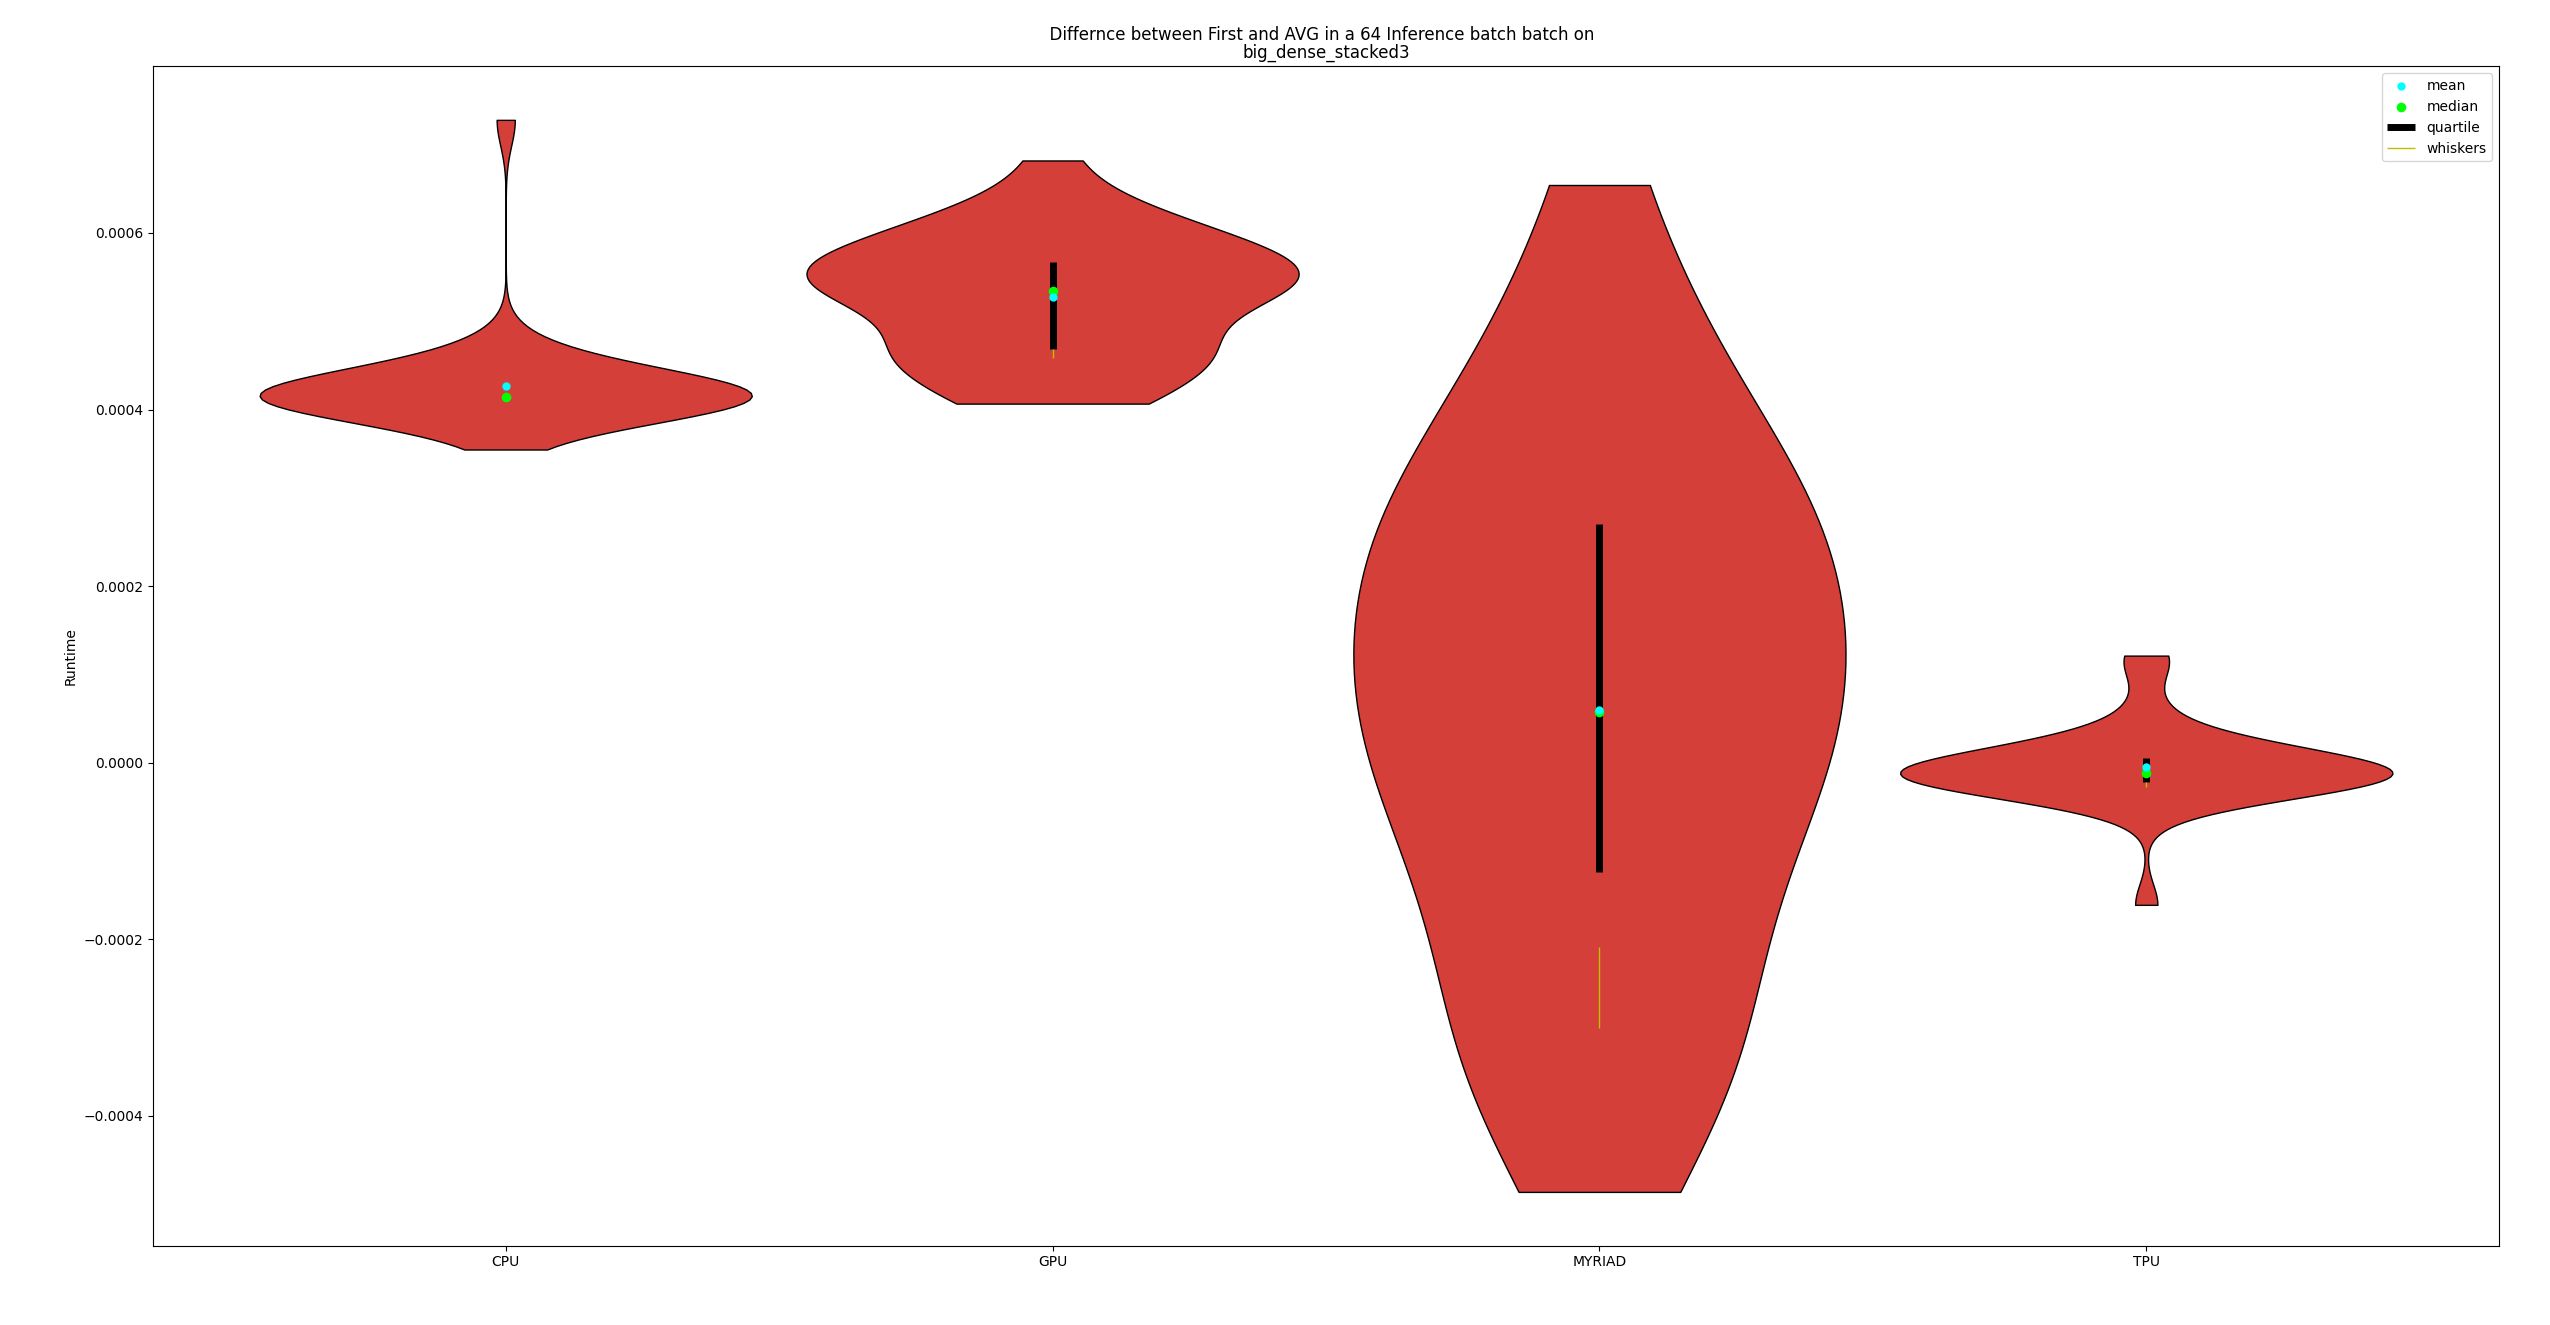 Differnce between First and AVG in a 64 Inference batch batch on
big_dense_stacked3
mean
median
quartile
whiskers
Runtime
0.0006
0.0004
0.0002
0.0000
−0.0002
−0.0004
CPU
GPU
MYRIAD
TPU